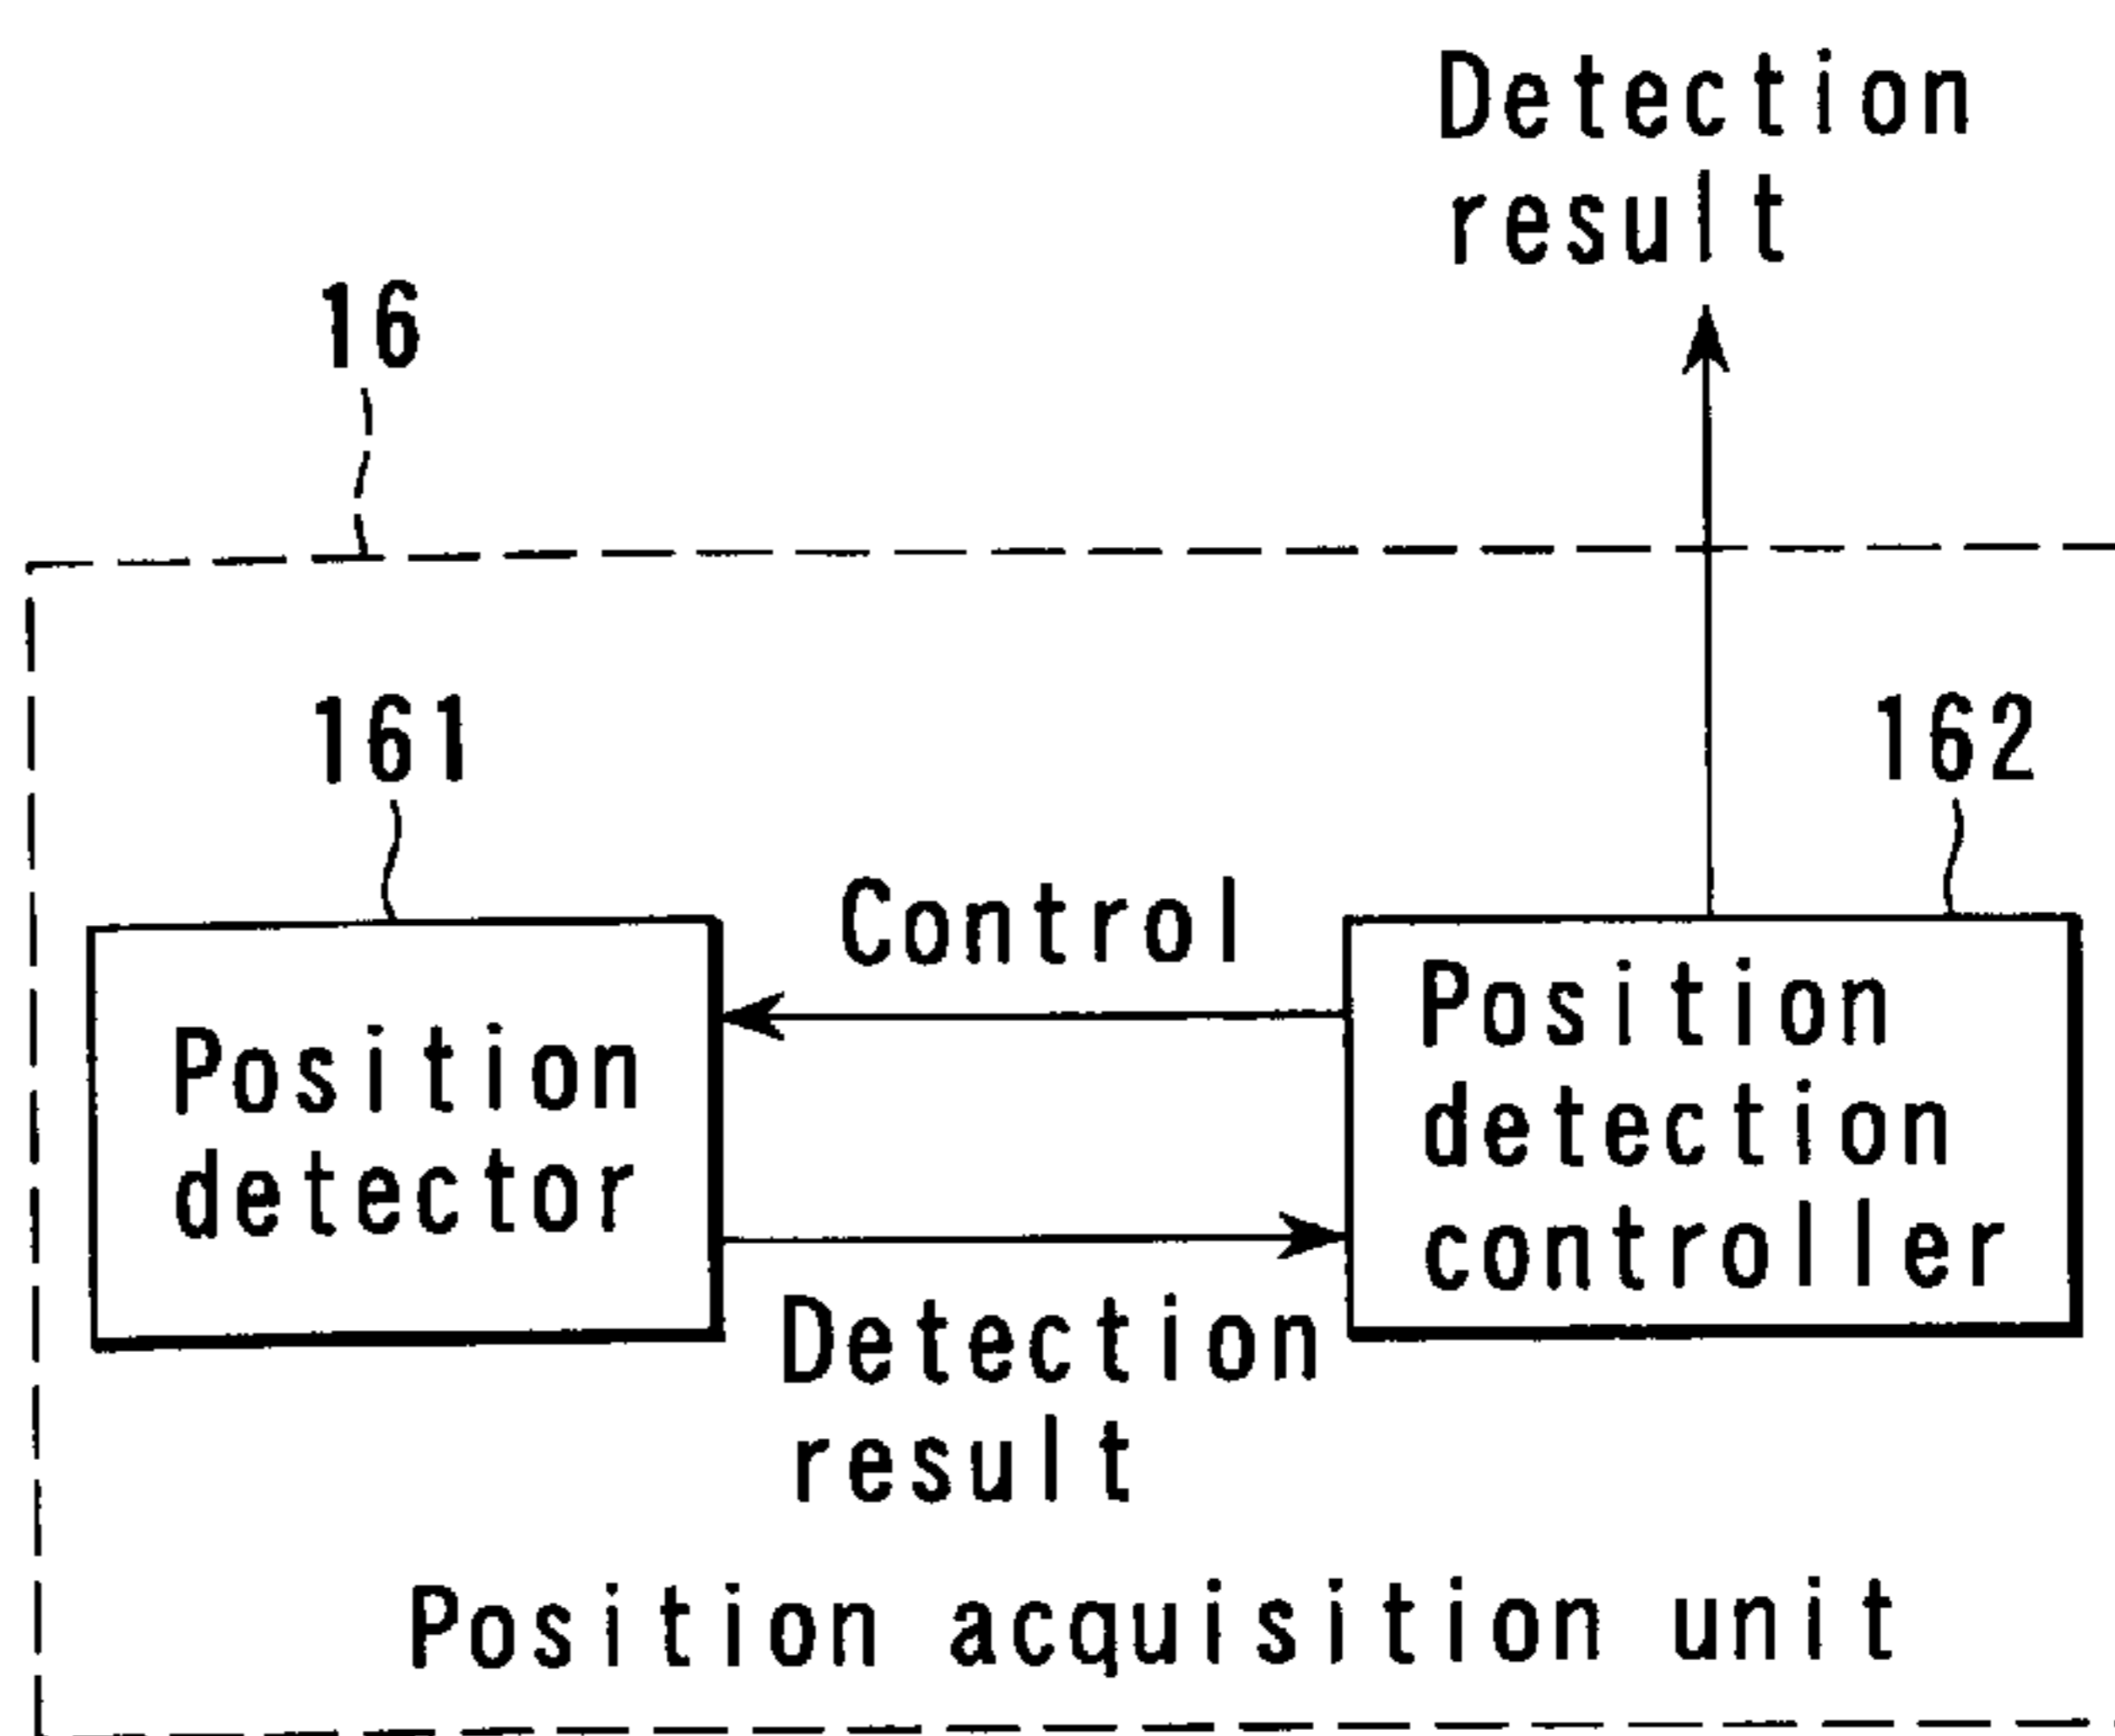 Detection
result
16
161
162
Control
Position
detector
Position
detection
controller
Detection
result
Position acquisition unit